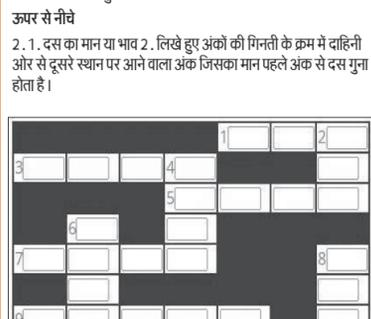 ऊपर से नीचे
2.1. दस का मान या भाव 2. लिखे हुए अंकों की गिनती के क्रम में दाहिनी
ओर से दूसरे स्थान पर आने वाला अंक जिसका मान पहले अंक से दस गुना
होता है।
1 2
3 4
5
6
7 8
9